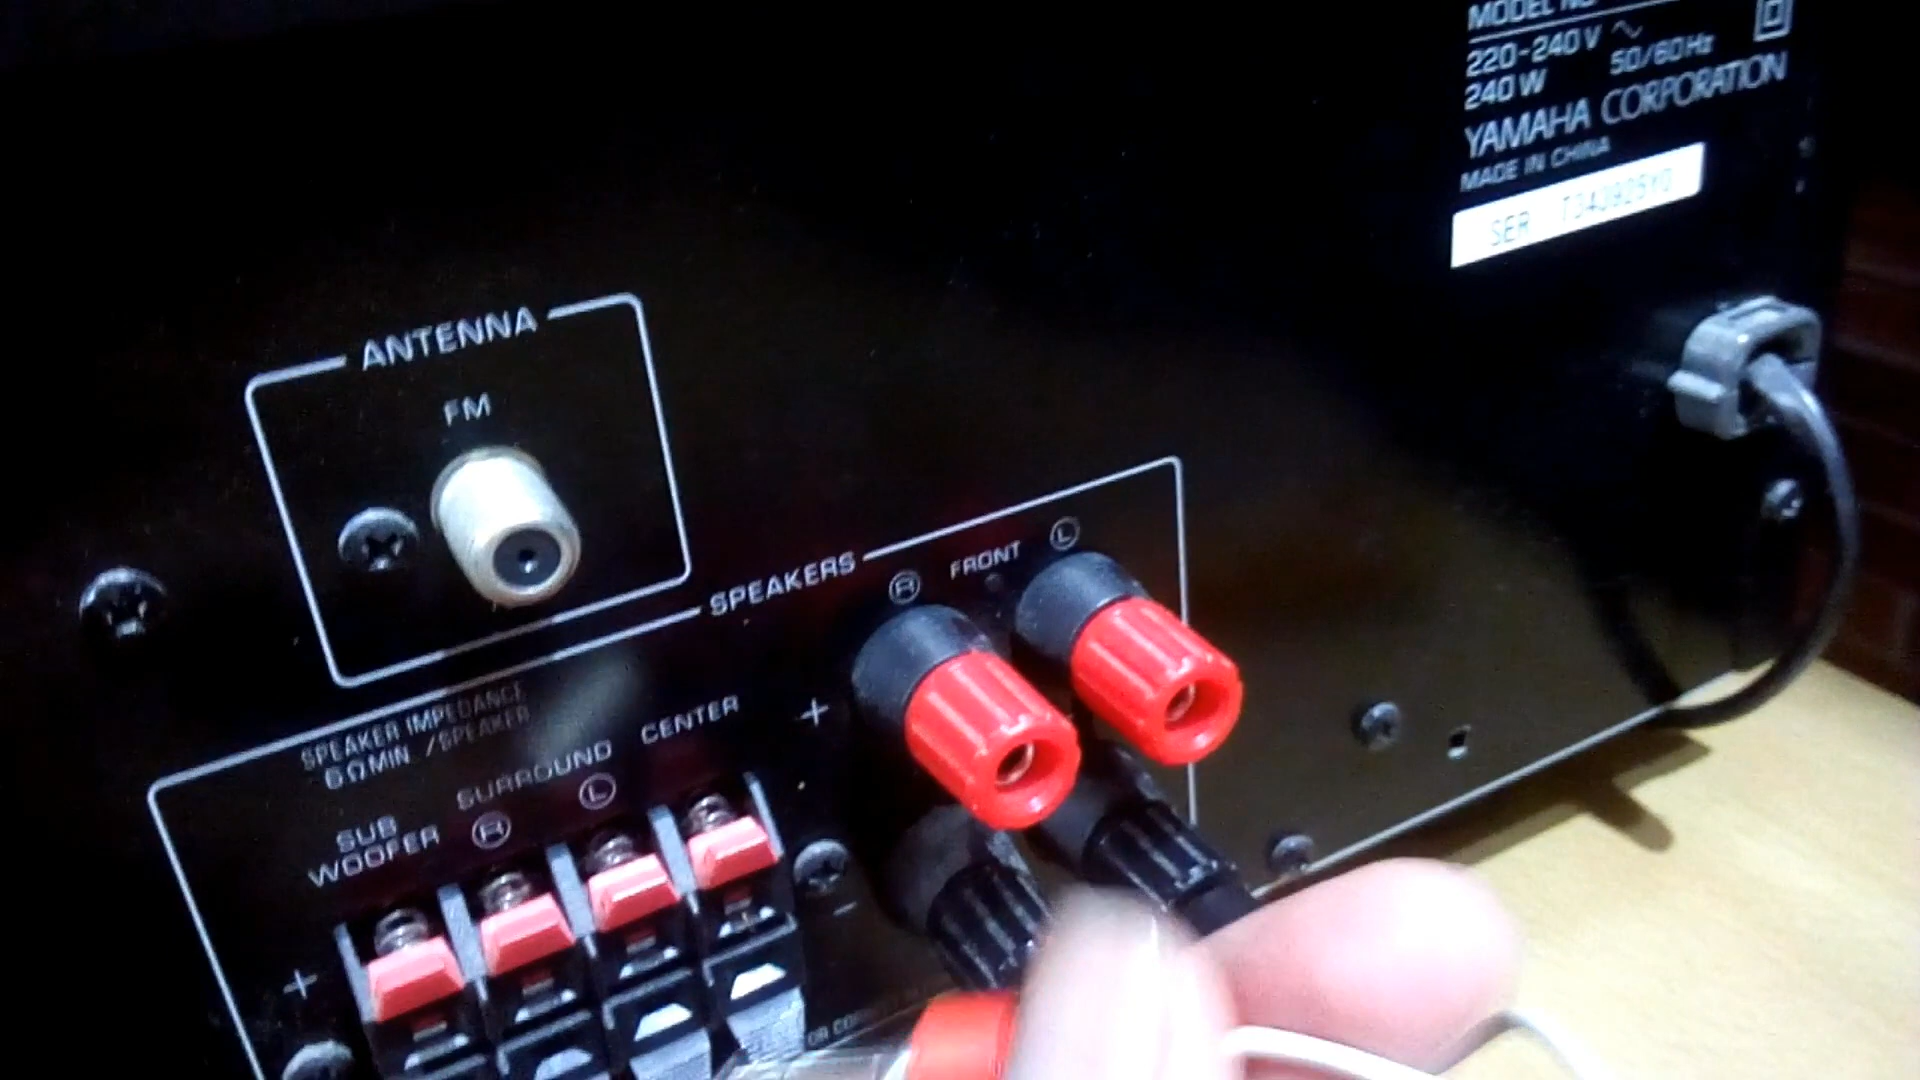 MODEL NO.
220-240V ~ 50/60Hz
240W
YAMAHA CORPORATION
MADE IN CHINA
SER
ANTENNA
FM
SPEAKERS
R FRONT L
SPEAKER IMPEDANCE
6ΩMIN. /SPEAKER
CENTER
SURROUND
R L
SUB
WOOFER
+
-
+